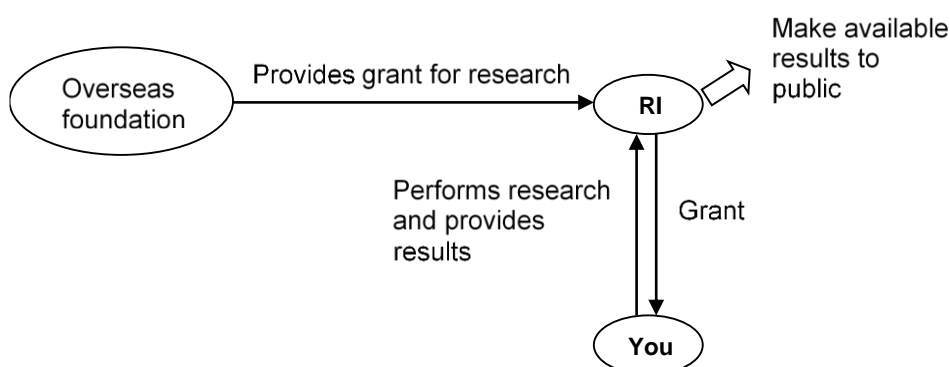 Overseas
foundation
Provides grant for research
RI
Make available
results to
public
Performs research
and provides
results
Grant
You